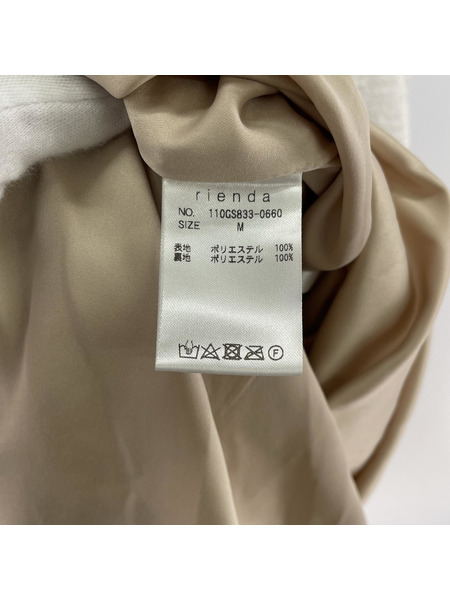 rienda
NO. 110GS833-0660
SIZE M
表地 ポリエステル 100%
裏地 ポリエステル 100%
F